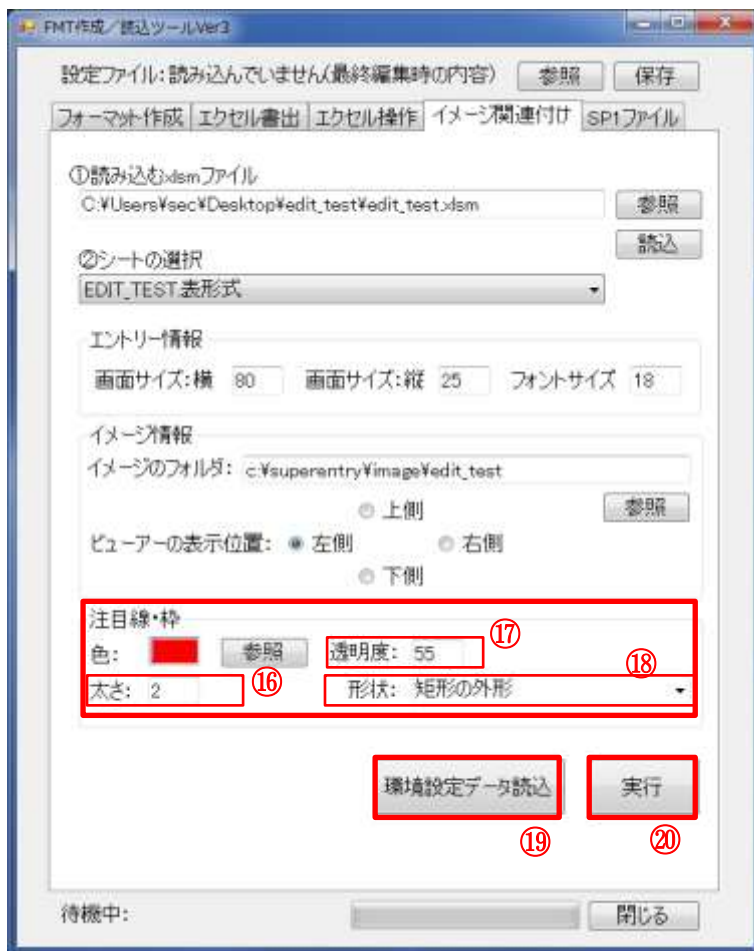 FMT作成/読込ツールVer3
設定ファイル:読み込んでいません(最終編集時の内容) 参照 保存
フォーマット作成 エクセル書出 エクセル操作 イメージ関連付け SP1ファイル
①読み込むxlsmファイル
C:¥Users¥sec¥Desktop¥edit_test¥edit_test.xlsm 参照
読込
②シートの選択
EDIT_TEST.表形式
エントリー情報
画面サイズ:横 80 画面サイズ:縦 25 フォントサイズ 18
イメージ情報
イメージのフォルダ: c:¥superentry¥image¥edit_test
上側 参照
ビューアーの表示位置: 左側 右側
下側
注目線・枠 ⑰
色: 参照 透明度: 55
⑯ ⑱
太さ: 2 形状: 矩形の外形
環境設定データ読込 実行
⑲ ⑳
待機中: 閉じる